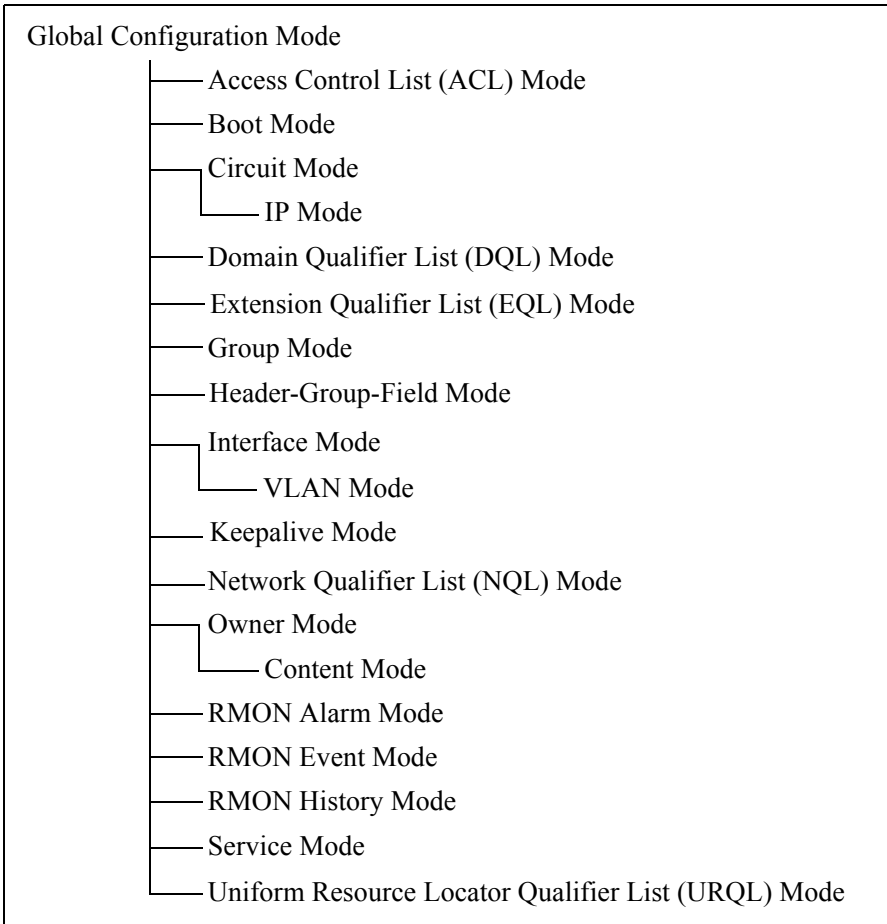 Global Configuration Mode
Access Control List (ACL) Mode
Boot Mode
Circuit Mode
IP Mode
Domain Qualifier List (DQL) Mode
Extension Qualifier List (EQL) Mode
Group Mode
Header-Group-Field Mode
Interface Mode
VLAN Mode
Keepalive Mode
Network Qualifier List (NQL) Mode
Owner Mode
Content Mode
RMON Alarm Mode
RMON Event Mode
RMON History Mode
Service Mode
Uniform Resource Locator Qualifier List (URQL) Mode